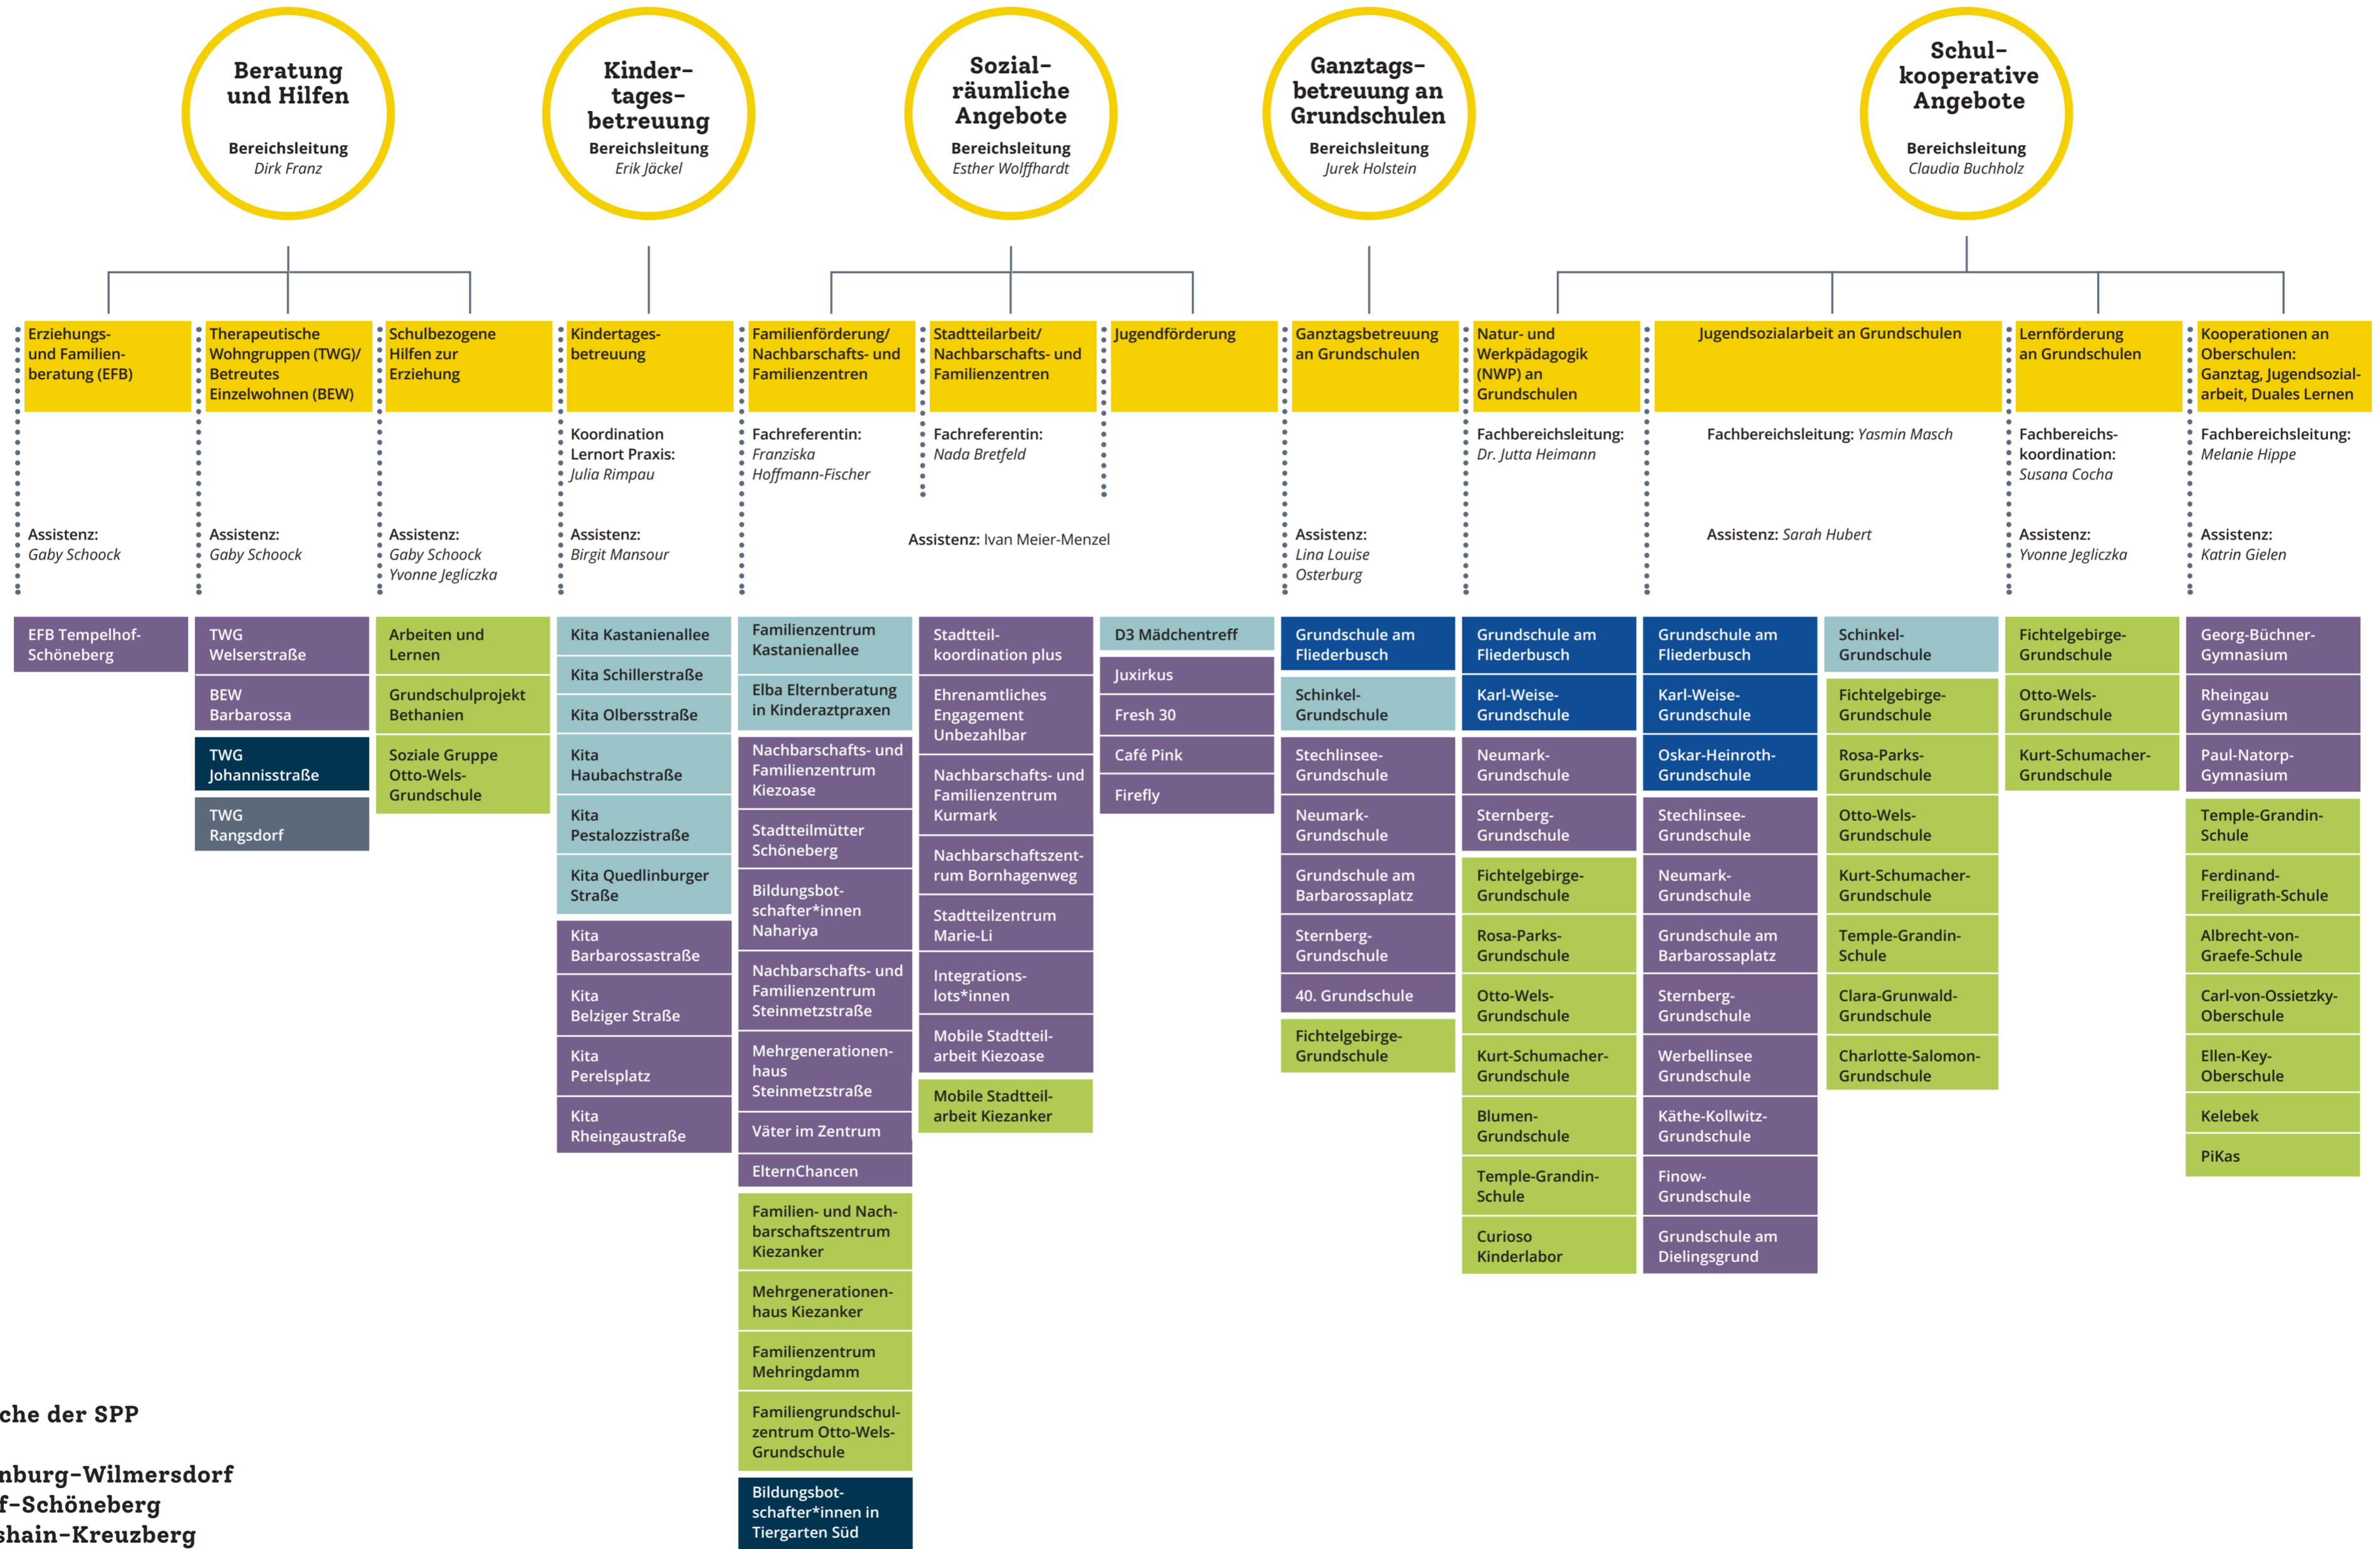 Beratung
und Hilfen
Bereichsleitung
Dirk Franz
Kinder-
tages-
betreuung
Bereichsleitung
Erik Jäckel
Sozial-
räumliche
Angebote
Bereichsleitung
Esther Wolffhardt
Ganztags-
betreuung an
Grundschulen
Bereichsleitung
Jurek Holstein
Schul-
kooperative
Angebote
Bereichsleitung
Claudia Buchholz
Erziehungs-
und Familien-
beratung (EFB)
Assistenz:
Gaby Schoock
EFB Tempelhof-
Schöneberg
Therapeutische
Wohngruppen (TWG)/
Betreutes
Einzelwohnen (BEW)
Assistenz:
Gaby Schoock
TWG
Welserstraße
BEW
Barbarossa
TWG
Johannisstraße
TWG
Rangsdorf
Schulbezogene
Hilfen zur
Erziehung
Assistenz:
Gaby Schoock
Yvonne Jegliczka
Arbeiten und
Lernen
Grundschulprojekt
Bethanien
Soziale Gruppe
Otto-Wels-
Grundschule
Kindertages-
betreuung
Koordination
Lernort Praxis:
Julia Rimpau
Assistenz:
Birgit Mansour
Kita Kastanienallee
Kita Schillerstraße
Kita Olbersstraße
Kita
Haubachstraße
Kita
Pestalozzistraße
Kita Quedlinburger
Straße
Kita
Barbarossastraße
Kita
Belziger Straße
Kita
Perelsplatz
Kita
Rheingaustraße
Familienförderung/
Nachbarschafts- und
Familienzentren
Fachreferentin:
Franziska
Hoffmann-Fischer
Stadtteilarbeit/
Nachbarschafts- und
Familienzentren
Fachreferentin:
Nada Bretfeld
Jugendförderung
Assistenz: Ivan Meier-Menzel
Familienzentrum
Kastanienallee
Elba Elternberatung
in Kinderaztpraxen
Nachbarschafts- und
Familienzentrum
Kiezoase
Stadtteilmütter
Schöneberg
Bildungsbot-
schafter*innen
Nahariya
Nachbarschafts- und
Familienzentrum
Steinmetzstraße
Mehrgenerationen-
haus
Steinmetzstraße
Väter im Zentrum
ElternChancen
Familien- und Nach-
barschaftszentrum
Kiezanker
Mehrgenerationen-
haus Kiezanker
Familienzentrum
Mehringdamm
Familiengrundschul-
zentrum Otto-Wels-
Grundschule
Bildungsbot-
schafter*innen in
Tiergarten Süd
Stadtteil-
koordination plus
Ehrenamtliches
Engagement
Unbezahlbar
Nachbarschafts- und
Familienzentrum
Kurmark
Nachbarschaftszent-
rum Bornhagenweg
Stadtteilzentrum
Marie-Li
Integrations-
lots*innen
Mobile Stadtteil-
arbeit Kiezoase
Mobile Stadtteil-
arbeit Kiezanker
D3 Mädchentreff
Juxirkus
Fresh 30
Café Pink
Firefly
Ganztagsbetreuung
an Grundschulen
Assistenz:
Lina Louise
Osterburg
Grundschule am
Fliederbusch
Schinkel-
Grundschule
Stechlinsee-
Grundschule
Neumark-
Grundschule
Grundschule am
Barbarossaplatz
Sternberg-
Grundschule
40. Grundschule
Fichtelgebirge-
Grundschule
Natur- und
Werkpädagogik
(NWP) an
Grundschulen
Fachbereichsleitung:
Dr. Jutta Heimann
Grundschule am
Fliederbusch
Karl-Weise-
Grundschule
Neumark-
Grundschule
Sternberg-
Grundschule
Fichtelgebirge-
Grundschule
Rosa-Parks-
Grundschule
Otto-Wels-
Grundschule
Kurt-Schumacher-
Grundschule
Blumen-
Grundschule
Temple-Grandin-
Schule
Curioso
Kinderlabor
Jugendsozialarbeit an Grundschulen
Fachbereichsleitung: Yasmin Masch
Assistenz: Sarah Hubert
Grundschule am
Fliederbusch
Karl-Weise-
Grundschule
Oskar-Heinroth-
Grundschule
Stechlinsee-
Grundschule
Neumark-
Grundschule
Grundschule am
Barbarossaplatz
Sternberg-
Grundschule
Werbellinsee
Grundschule
Käthe-Kollwitz-
Grundschule
Finow-
Grundschule
Grundschule am
Dielingsgrund
Schinkel-
Grundschule
Fichtelgebirge-
Grundschule
Rosa-Parks-
Grundschule
Otto-Wels-
Grundschule
Kurt-Schumacher-
Grundschule
Temple-Grandin-
Schule
Clara-Grunwald-
Grundschule
Charlotte-Salomon-
Grundschule
Lernförderung
an Grundschulen
Fachbereichs-
koordination:
Susana Cocha
Assistenz:
Yvonne Jegliczka
Fichtelgebirge-
Grundschule
Otto-Wels-
Grundschule
Kurt-Schumacher-
Grundschule
Kooperationen an
Oberschulen:
Ganztag, Jugendsozial-
arbeit, Duales Lernen
Fachbereichsleitung:
Melanie Hippe
Assistenz:
Katrin Gielen
Georg-Büchner-
Gymnasium
Rheingau
Gymnasium
Paul-Natorp-
Gymnasium
Temple-Grandin-
Schule
Ferdinand-
Freiligrath-Schule
Albrecht-von-
Graefe-Schule
Carl-von-Ossietzky-
Oberschule
Ellen-Key-
Oberschule
Kelebek
PiKas
che der SPP
nburg-Wilmersdorf
f-Schöneberg
shain-Kreuzberg